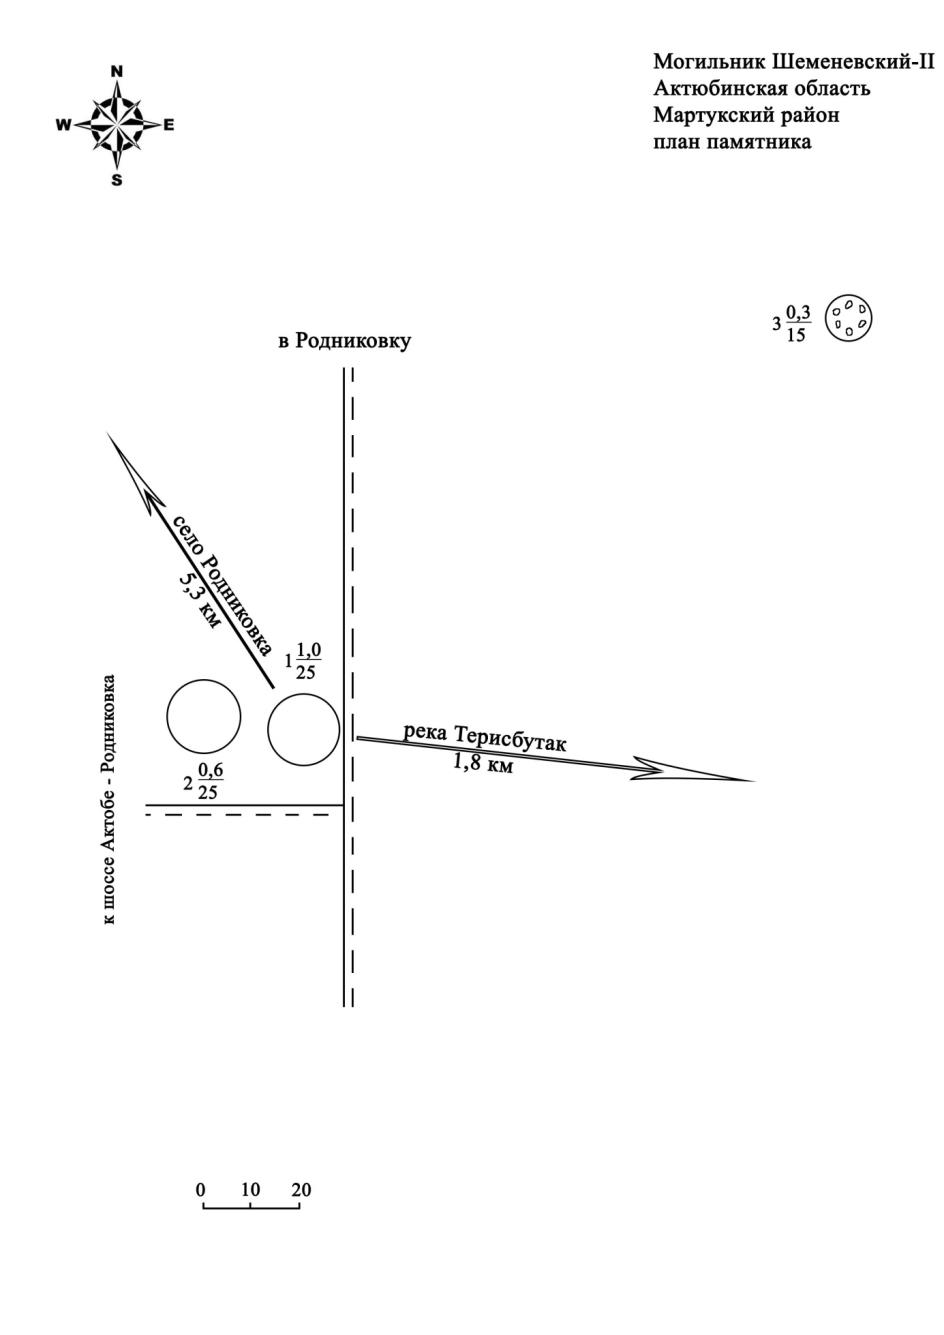 N
W E
S
Могильник Шеменевский-II
Актюбинская область
Мартукский район
план памятника
3 0,3
15
в Родниковку
село Родниковка
5,3 км
1 1,0
25
река Терисбутак
1,8 км
2 0,6
25
к шоссе Актобе - Родниковка
0 10 20